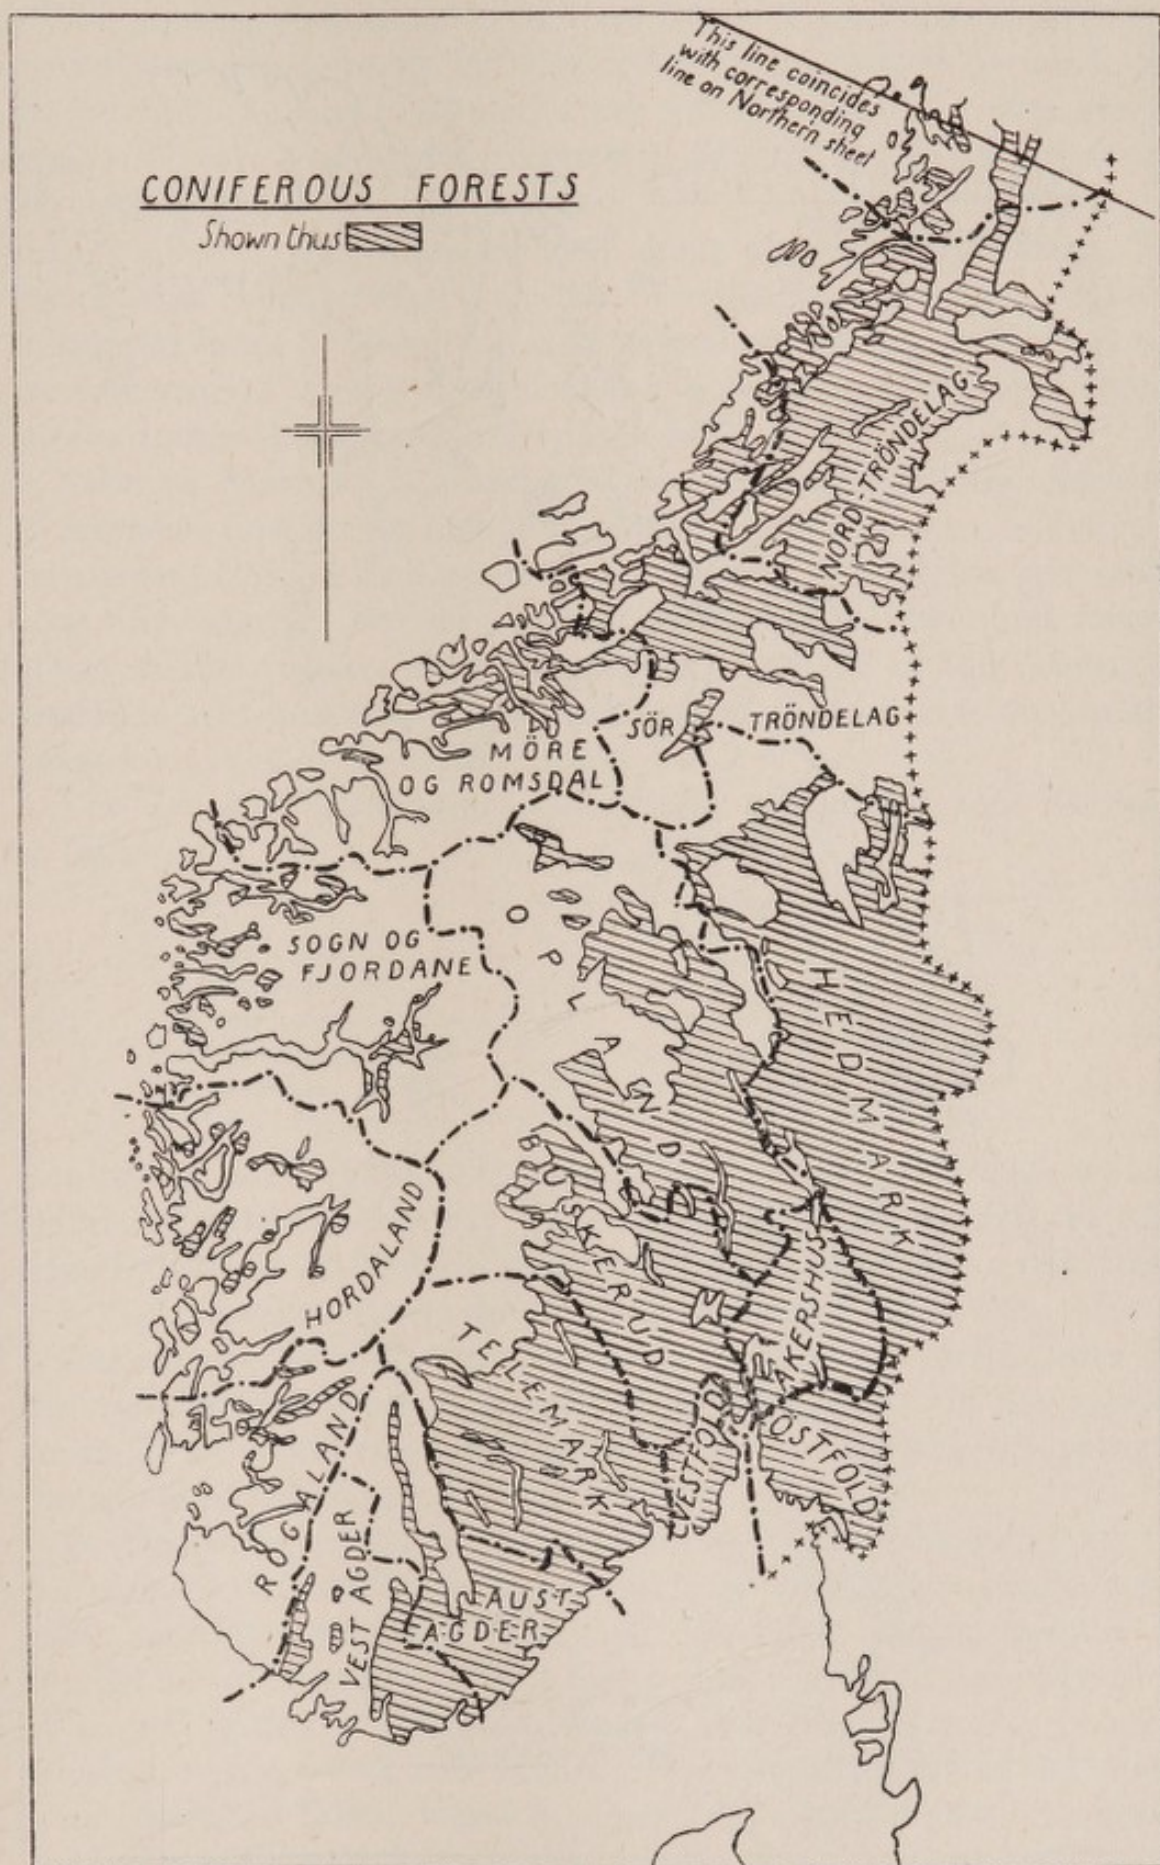 This line coincides
with corresponding
line on Northern sheet
CONIFEROUS FORESTS
Shown thus
NORD-TRÖNDELAG
SÖR TRÖNDELAG
MÖRE
OG ROMSDAL
SOGN OG
FJORDANE
OPLAND
HEDMARK
BUSKERUD
HORDALAND
AKERSHUS
TELEMARK
VESTFOLD
ÖSTFOLD
ROGALAND
VEST AGDER
AUST
AGDER